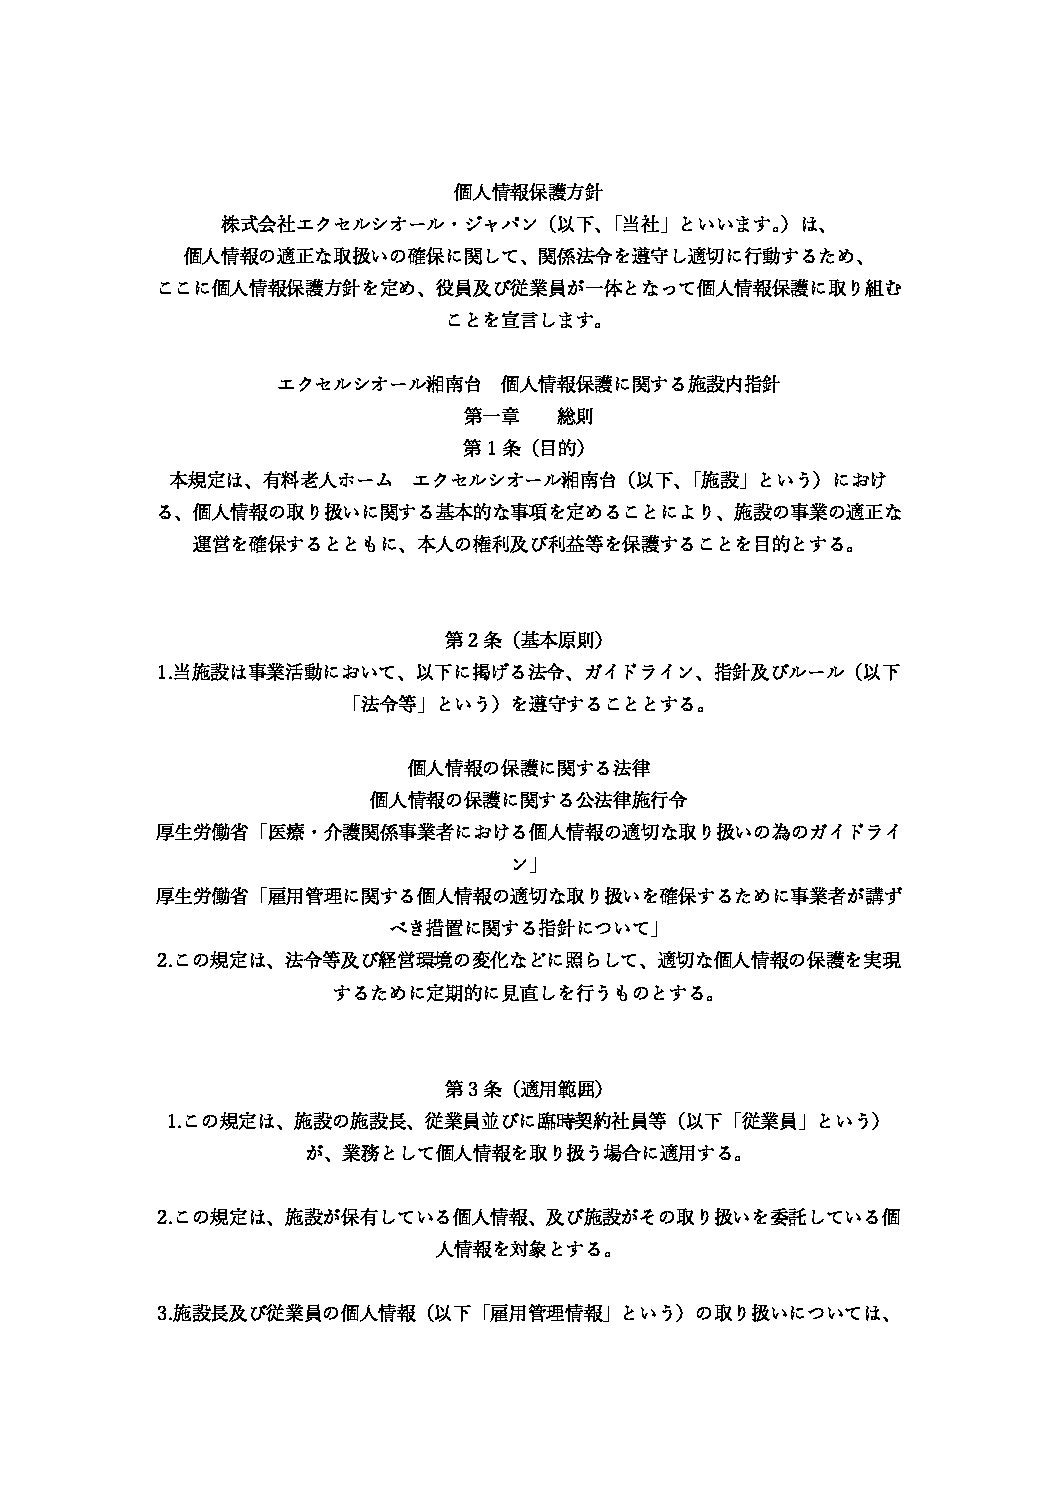 個人情報保護方針
株式会社エクセルシオール・ジャパン（以下、「当社」といいます。）は、
個人情報の適正な取扱いの確保に関して、関係法令を遵守し適切に行動するため、
ここに個人情報保護方針を定め、役員及び従業員が一体となって個人情報保護に取り組む
ことを宣言します。
エクセルシオール湘南台　個人情報保護に関する施設内指針
第一章　　総則
第1条（目的）
本規定は、有料老人ホーム　エクセルシオール湘南台（以下、「施設」という）におけ
る、個人情報の取り扱いに関する基本的な事項を定めることにより、施設の事業の適正な
運営を確保するとともに、本人の権利及び利益等を保護することを目的とする。
第2条（基本原則）
1.当施設は事業活動において、以下に掲げる法令、ガイドライン、指針及びルール（以下
「法令等」という）を遵守することとする。
個人情報の保護に関する法律
個人情報の保護に関する公法律施行令
厚生労働省「医療・介護関係事業者における個人情報の適切な取り扱いの為のガイドライ
ン」
厚生労働省「雇用管理に関する個人情報の適切な取り扱いを確保するために事業者が講ず
べき措置に関する指針について」
2.この規定は、法令等及び経営環境の変化などに照らして、適切な個人情報の保護を実現
するために定期的に見直しを行うものとする。
第3条（適用範囲）
1.この規定は、施設の施設長、従業員並びに臨時契約社員等（以下「従業員」という）
が、業務として個人情報を取り扱う場合に適用する。
2.この規定は、施設が保有している個人情報、及び施設がその取り扱いを委託している個
人情報を対象とする。
3.施設長及び従業員の個人情報（以下「雇用管理情報」という）の取り扱いについては、